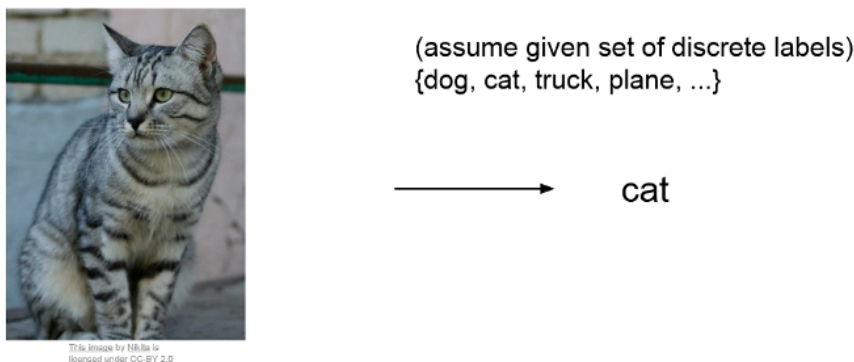 (assume given set of discrete labels)
{dog, cat, truck, plane, ...}
cat
This image by Nikita is
licensed under CC-BY 2.0